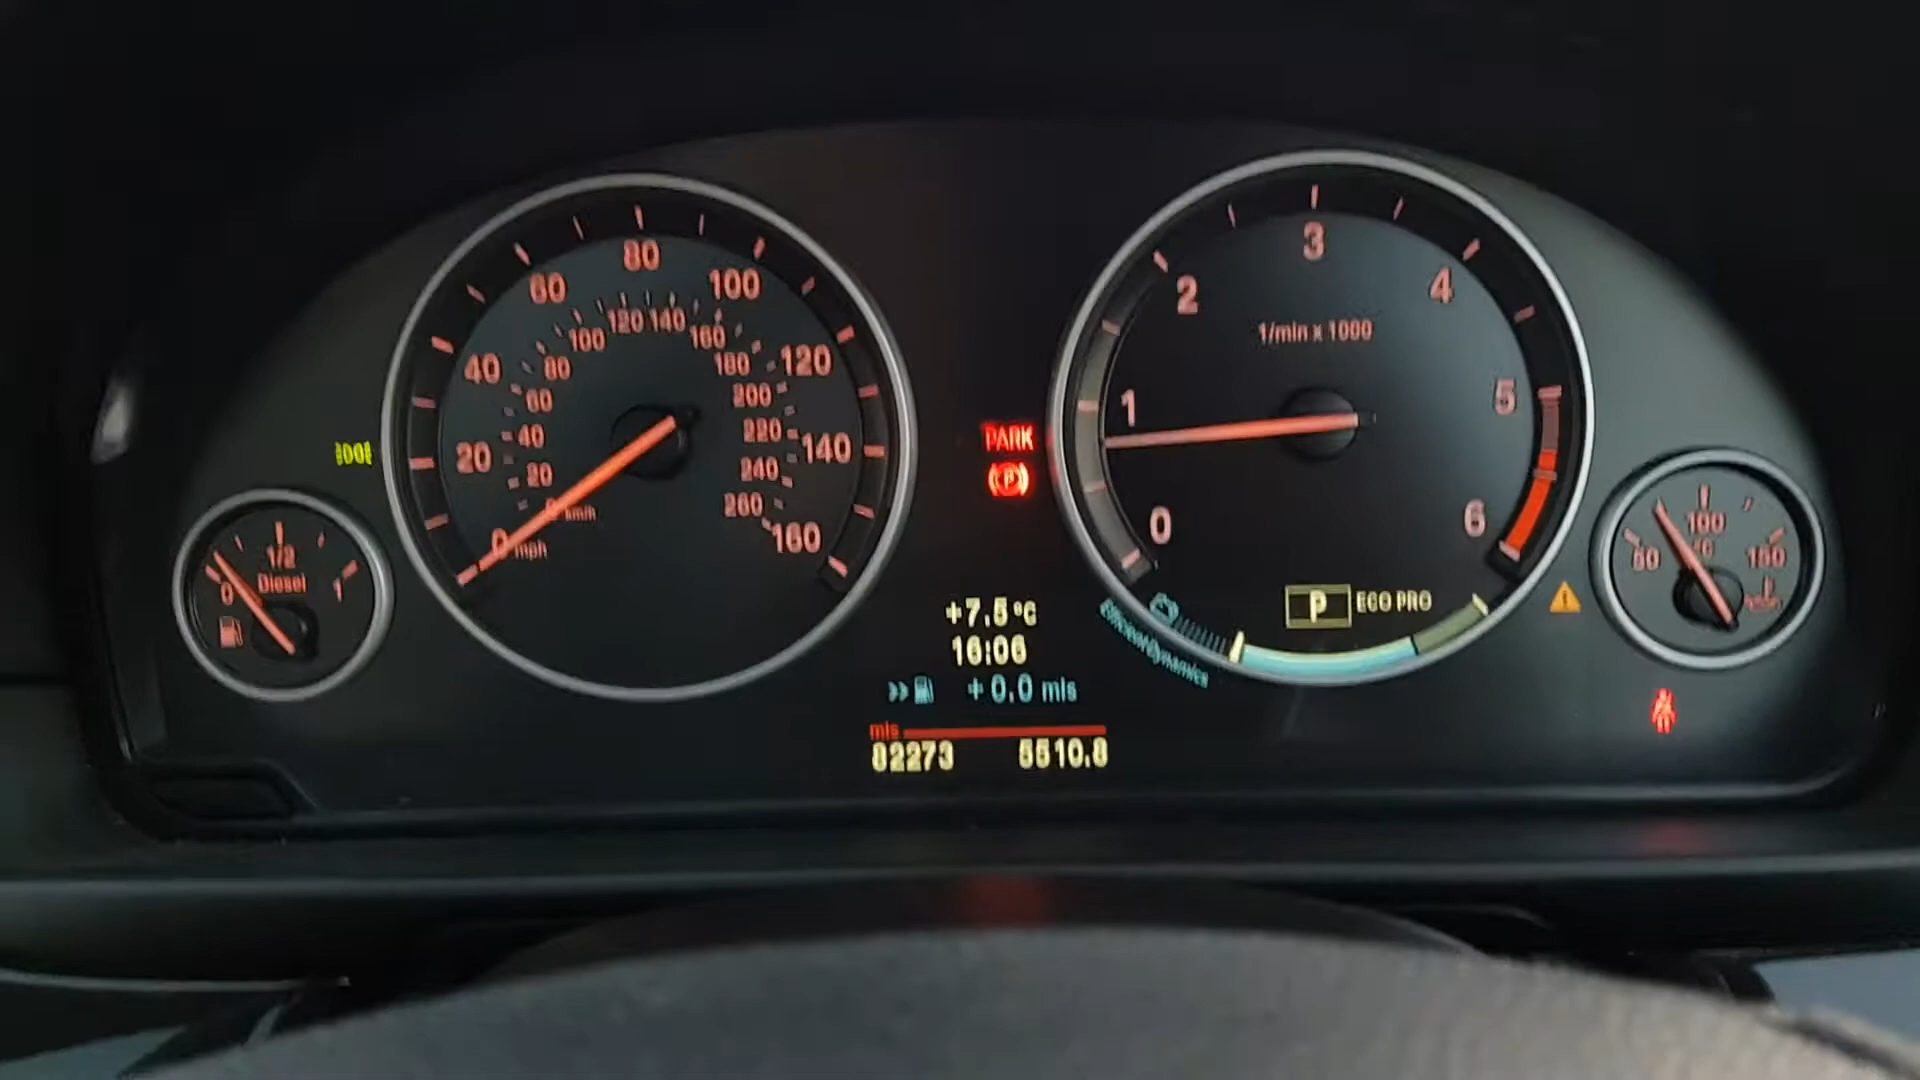 80
60
100
40
120
20
140
0 mph
160
120 140
100
160
80
180
60
200
40
220
20
240
0 km/h
260
PARK
P
3
2
4
1/min x 1000
1
5
0
6
P ECO PRO
EfficientDynamics
1/2
Diesel
0
1
100
°C
50
150
+7.5 °C
16:06
+ 0.0 mls
mls
82273 5510.8